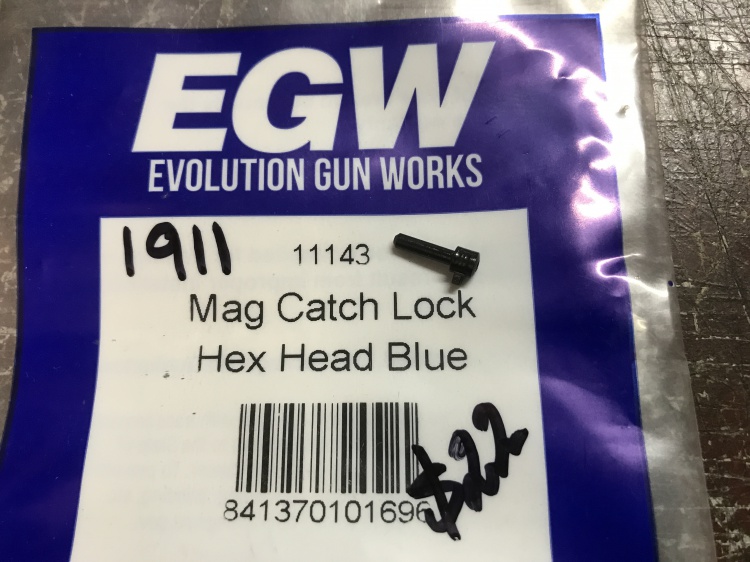 EGW
EVOLUTION GUN WORKS
1911
11143
Mag Catch Lock
Hex Head Blue
841370101696
$22